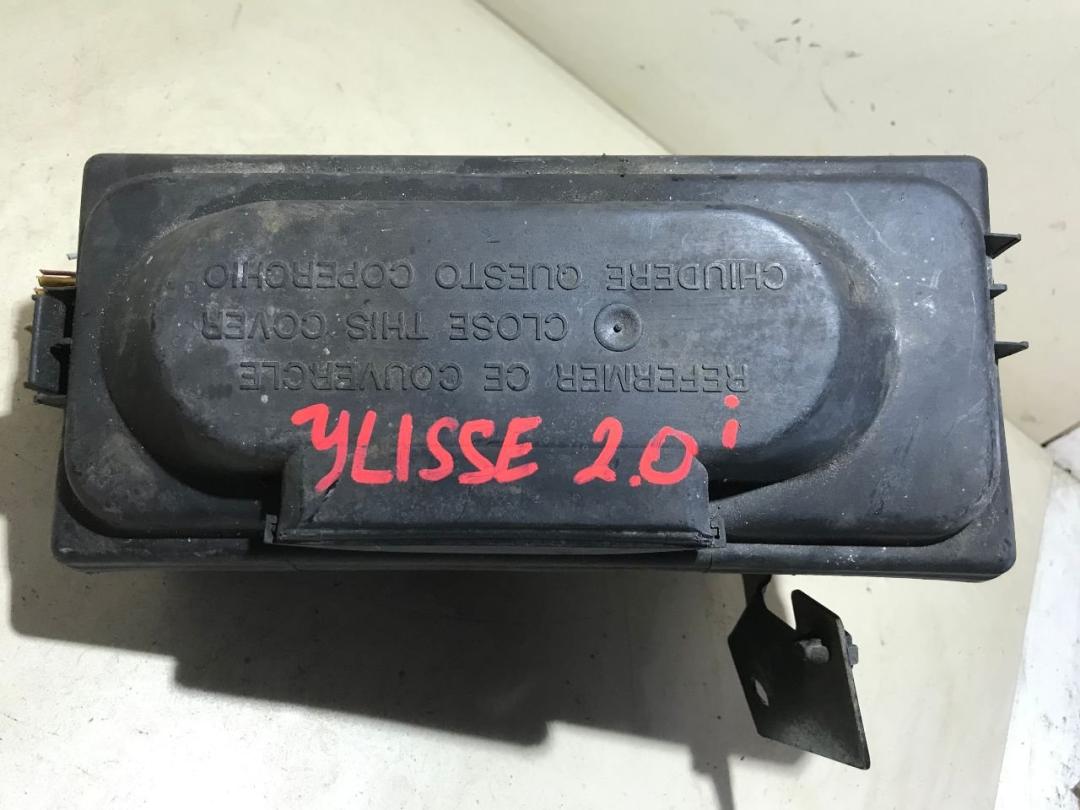 REFERMER CE COUVERCLE
CLOSE THIS COVER
CHIUDERE QUESTO COPERCHIO
YLISSE 2.0i